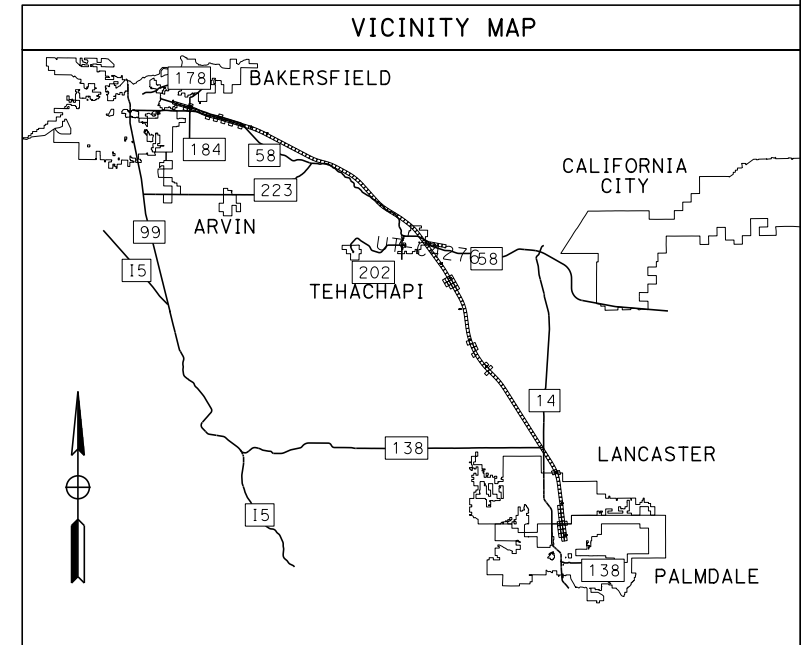 VICINITY MAP
178
BAKERSFIELD
184
58
CALIFORNIA
CITY
223
ARVIN
99
I5
58
202
TEHACHAPI
14
138
LANCASTER
I5
138
PALMDALE